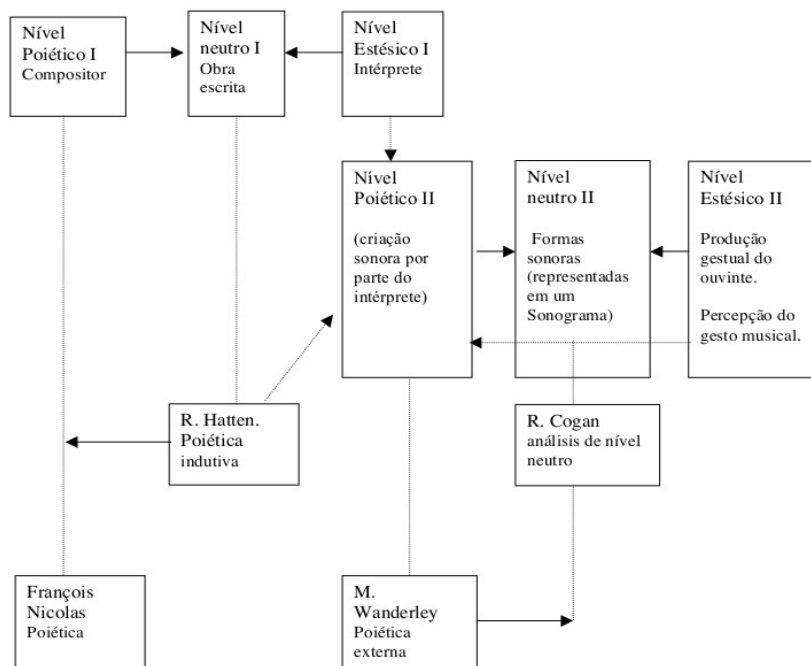 Nível
Poiético I
Compositor
Nível
neutro I
Obra
escrita
Nível
Estésico I
Intérprete
Nível
Poiético II
(criação
sonora por
parte do
intérprete)
Nível
neutro II
Formas
sonoras
(representadas
em um
Sonograma)
Nível
Estésico II
Produção
gestual do
ouvinte.
Percepção do
gesto musical.
R. Hatten.
Poiética
indutiva
R. Cogan
análisis de nível
neutro
François
Nicolas
Poiética
M.
Wanderley
Poiética
externa